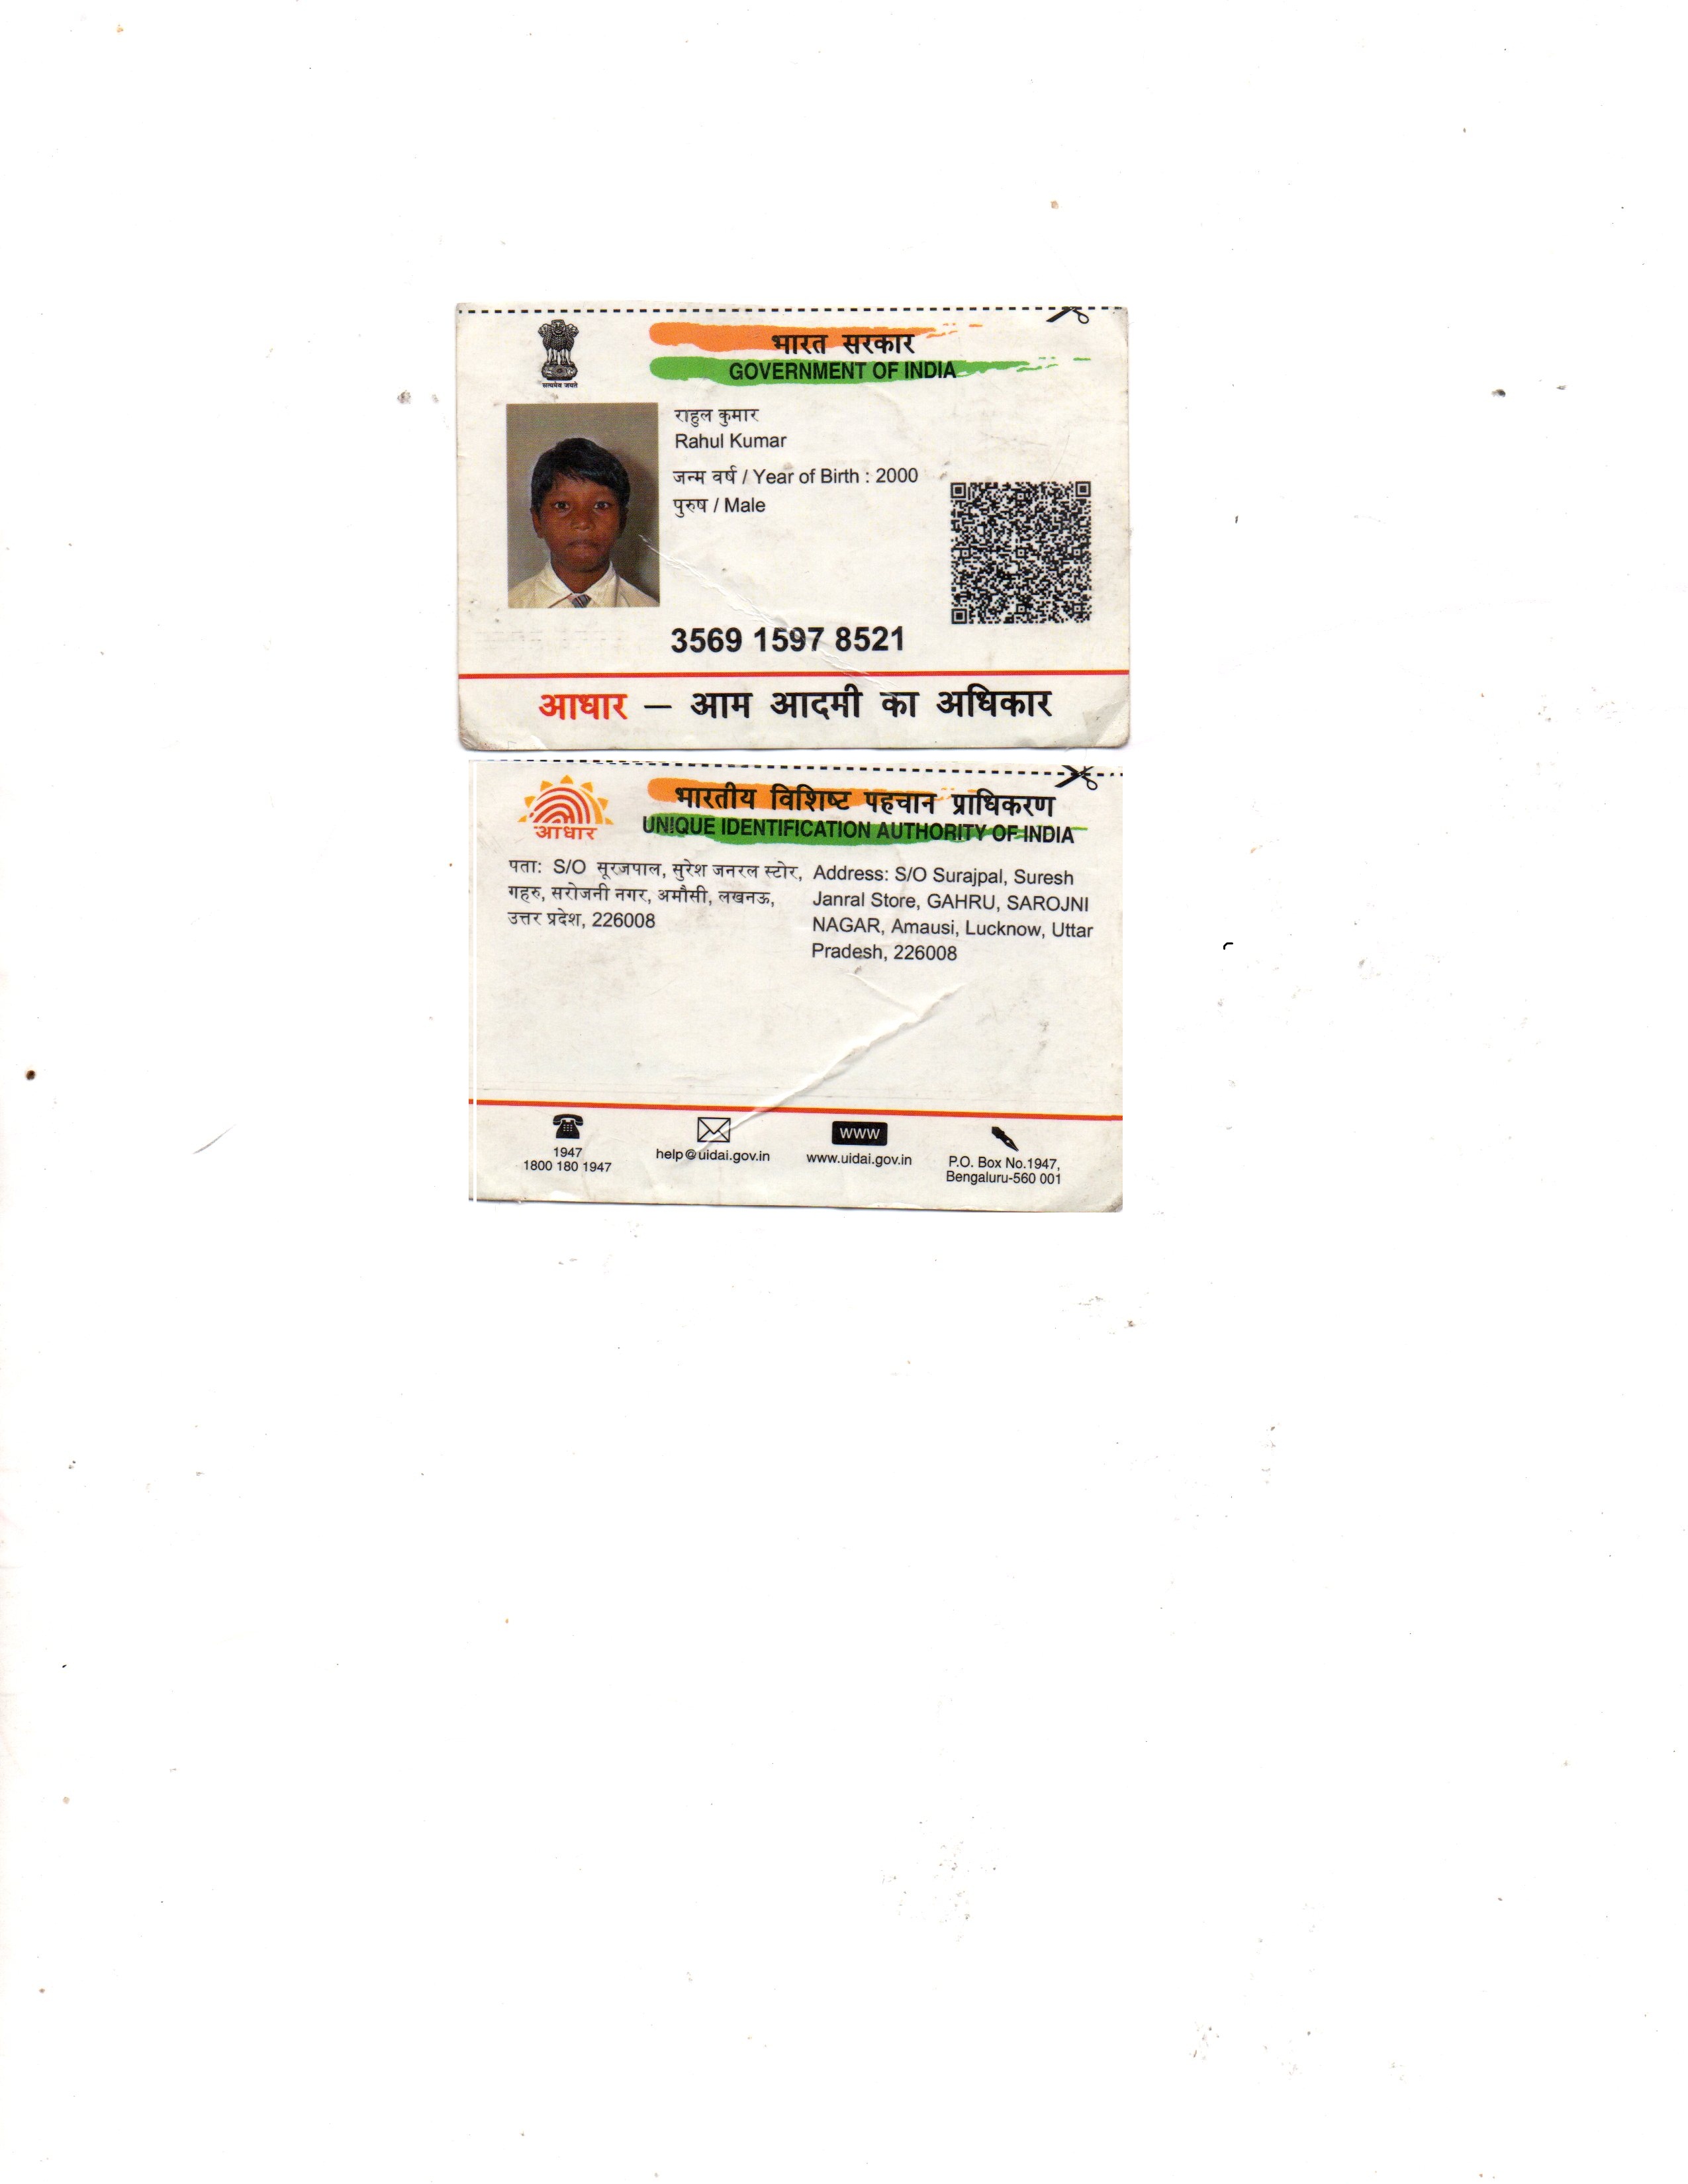 भारत सरकार
GOVERNMENT OF INDIA
सत्यमेव जयते
राहुल कुमार
Rahul Kumar
जन्म वर्ष / Year of Birth : 2000
पुरुष / Male
3569 1597 8521
आधार – आम आदमी का अधिकार
भारतीय विशिष्ट पहचान प्राधिकरण
UNIQUE IDENTIFICATION AUTHORITY OF INDIA
आधार
पता: S/O सूरजपाल, सुरेश जनरल स्टोर,
गहरु, सरोजनी नगर, अमौसी, लखनऊ,
उत्तर प्रदेश, 226008
Address: S/O Surajpal, Suresh
Janral Store, GAHRU, SAROJNI
NAGAR, Amausi, Lucknow, Uttar
Pradesh, 226008
1947
1800 180 1947
help@uidai.gov.in
WWW
www.uidai.gov.in
P.O. Box No.1947,
Bengaluru-560 001